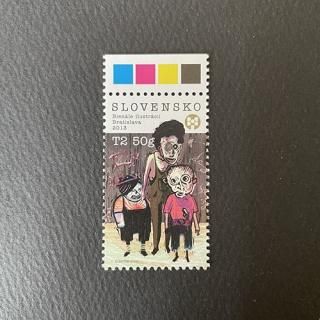 SLOVENSKO
Bienále ilustrácií
Bratislava
2013
T2 50g